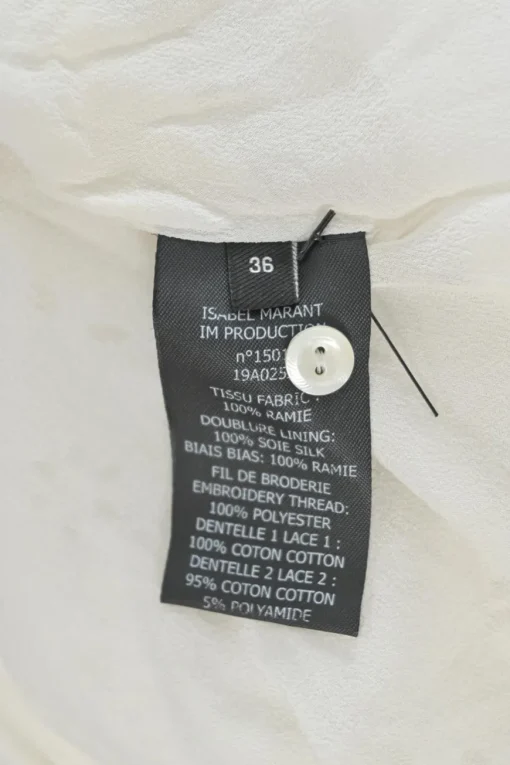 36
ISABEL MARANT
IM PRODUCTION
n°1501
19A025
TISSU FABRIC :
100% RAMIE
DOUBLURE LINING:
100% SOIE SILK
BIAIS BIAS: 100% RAMIE
FIL DE BRODERIE
EMBROIDERY THREAD:
100% POLYESTER
DENTELLE 1 LACE 1 :
100% COTON COTTON
DENTELLE 2 LACE 2 :
95% COTON COTTON
5% POLYAMIDE